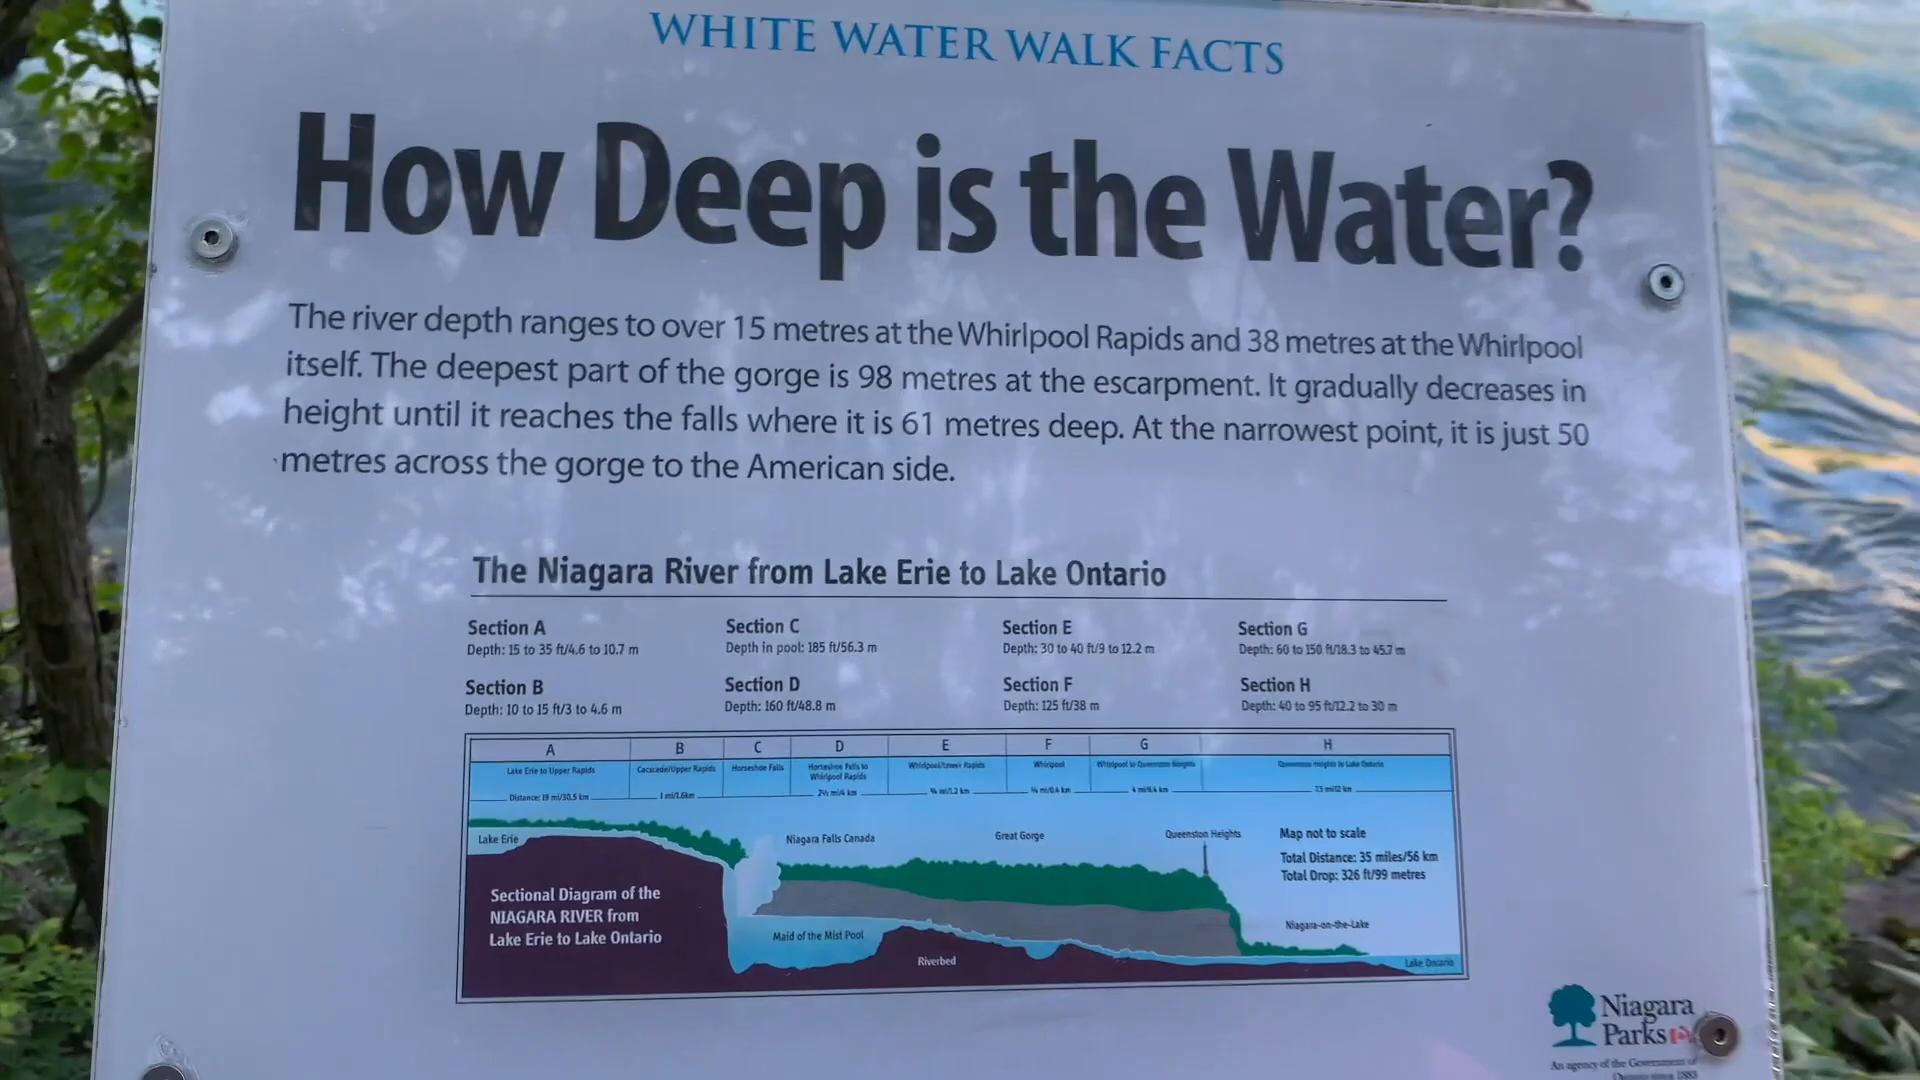 WHITE WATER WALK FACTS
How Deep is the Water?
The river depth ranges to over 15 metres at the Whirlpool Rapids and 38 metres at the Whirlpool
itself. The deepest part of the gorge is 98 metres at the escarpment. It gradually decreases in
height until it reaches the falls where it is 61 metres deep. At the narrowest point, it is just 50
metres across the gorge to the American side.
The Niagara River from Lake Erie to Lake Ontario
Section A
Depth: 15 to 35 ft/4.6 to 10.7 m
Section B
Depth: 10 to 15 ft/3 to 4.6 m
Section C
Depth in pool: 185 ft/56.3 m
Section D
Depth: 160 ft/48.8 m
Section E
Depth: 30 to 40 ft/9 to 12.2 m
Section F
Depth: 125 ft/38 m
Section G
Depth: 60 to 150 ft/18.3 to 45.7 m
Section H
Depth: 40 to 95 ft/12.2 to 30 m
A B C D E F G H
Lake Erie to Upper Rapids
Distance: 19 mi/30.5 km
Cascade/Upper Rapids
1 mi/1.6km
Horseshoe Falls
Horseshoe Falls to
Whirlpool Rapids
2½ mi/4 km
Whirlpool/Lower Rapids
¾ mi/1.2 km
Whirlpool
¼ mi/0.4 km
Whirlpool to Queenston Heights
4 mi/6.4 km
Queenston Heights to Lake Ontario
7.5 mi/12 km
Lake Erie
Niagara Falls Canada
Great Gorge
Queenston Heights
Map not to scale
Total Distance: 35 miles/56 km
Total Drop: 326 ft/99 metres
Sectional Diagram of the
NIAGARA RIVER from
Lake Erie to Lake Ontario
Maid of the Mist Pool
Riverbed
Niagara-on-the-Lake
Lake Ontario
Niagara
Parks
An agency of the Government of
Ontario since 1885